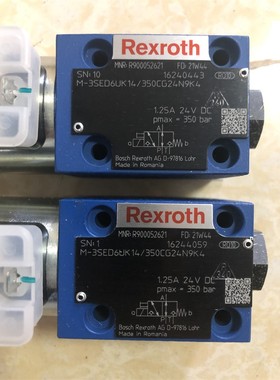 Rexroth
MNR: R900052621 FD: 21W44
SN: 10 16240443 RO10
M-3SED6UK14/350CG24N9K4
1.25A 24V DC
pmax = 350 bar
A
P(T)
Bosch Rexroth AG D-97816 Lohr
Made in Romania
Rexroth
MNR: R900052621 FD: 21W44
SN: 1 16244059 RO10
M-3SED6UK14/350CG24N9K4
1.25A 24V DC
pmax = 350 bar
A
P(T)
Bosch Rexroth AG D-97816 Lohr
Made in Romania